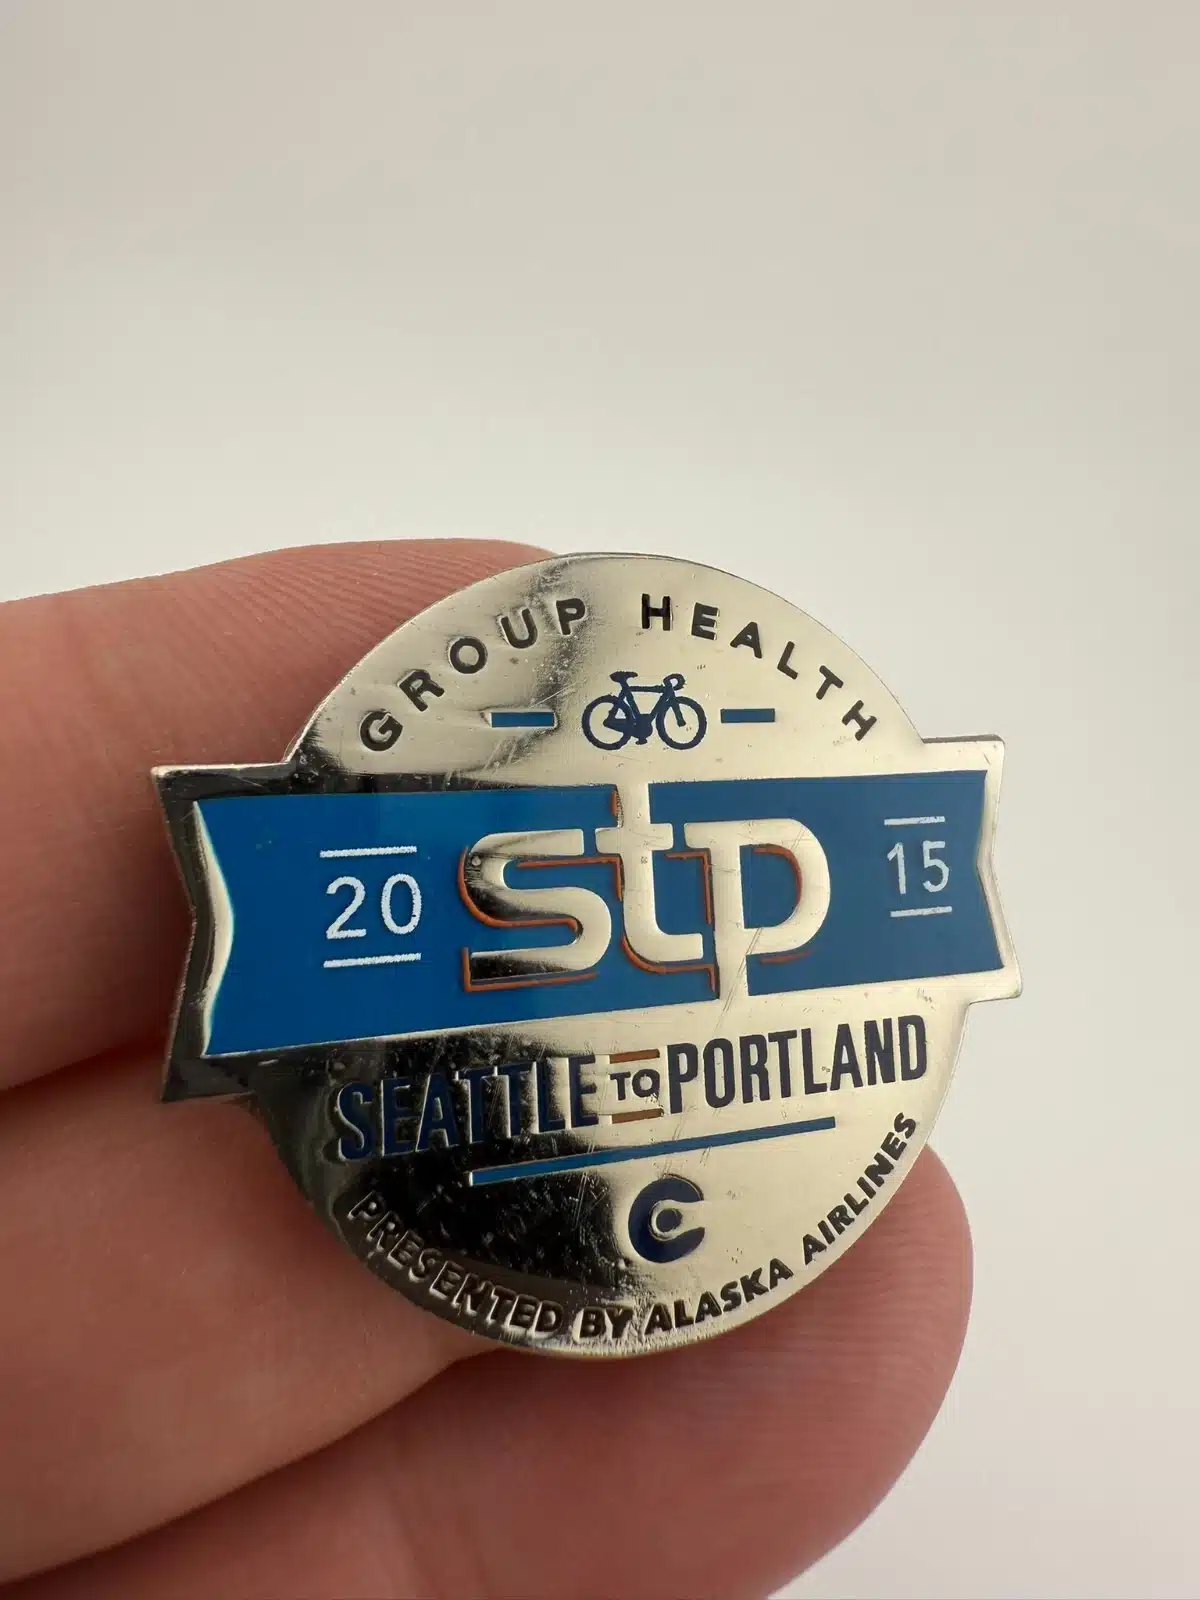 GROUP HEALTH
20 stp 15
SEATTLE TO PORTLAND
PRESENTED BY ALASKA AIRLINES